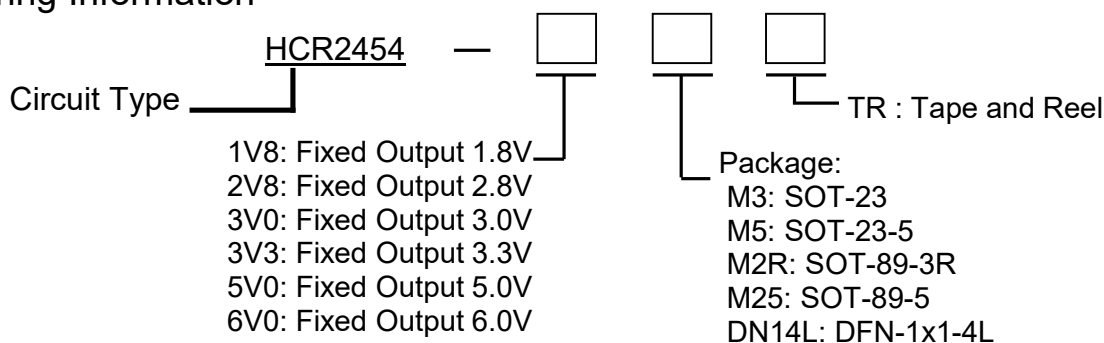 HCR2454 —
Circuit Type
TR : Tape and Reel
1V8: Fixed Output 1.8V
2V8: Fixed Output 2.8V
3V0: Fixed Output 3.0V
3V3: Fixed Output 3.3V
5V0: Fixed Output 5.0V
6V0: Fixed Output 6.0V
Package:
M3: SOT-23
M5: SOT-23-5
M2R: SOT-89-3R
M25: SOT-89-5
DN14L: DFN-1x1-4L